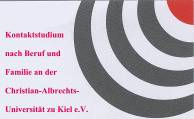 Kontaktstudium
nach Beruf und
Familie an der
Christian-Albrechts-
Universität zu Kiel e.V.